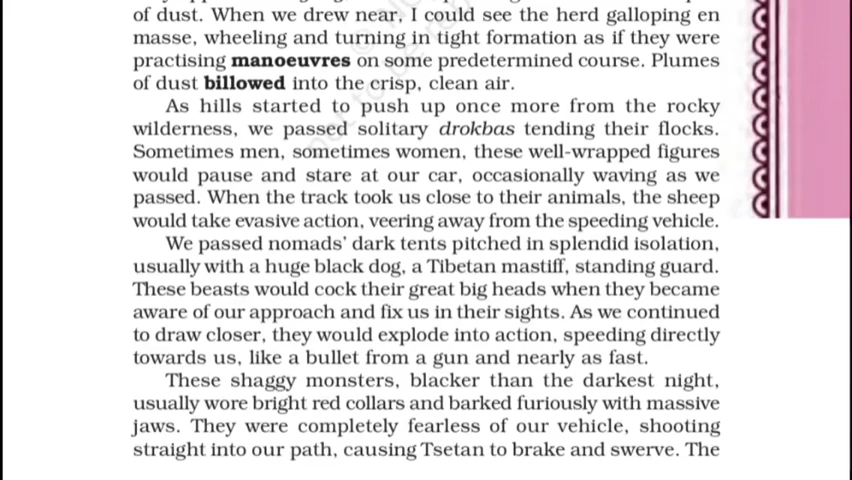 of dust. When we drew near, I could see the herd galloping en
masse, wheeling and turning in tight formation as if they were
practising manoeuvres on some predetermined course. Plumes
of dust billowed into the crisp, clean air.
As hills started to push up once more from the rocky
wilderness, we passed solitary drokbas tending their flocks.
Sometimes men, sometimes women, these well-wrapped figures
would pause and stare at our car, occasionally waving as we
passed. When the track took us close to their animals, the sheep
would take evasive action, veering away from the speeding vehicle.
We passed nomads' dark tents pitched in splendid isolation,
usually with a huge black dog, a Tibetan mastiff, standing guard.
These beasts would cock their great big heads when they became
aware of our approach and fix us in their sights. As we continued
to draw closer, they would explode into action, speeding directly
towards us, like a bullet from a gun and nearly as fast.
These shaggy monsters, blacker than the darkest night,
usually wore bright red collars and barked furiously with massive
jaws. They were completely fearless of our vehicle, shooting
straight into our path, causing Tsetan to brake and swerve. The